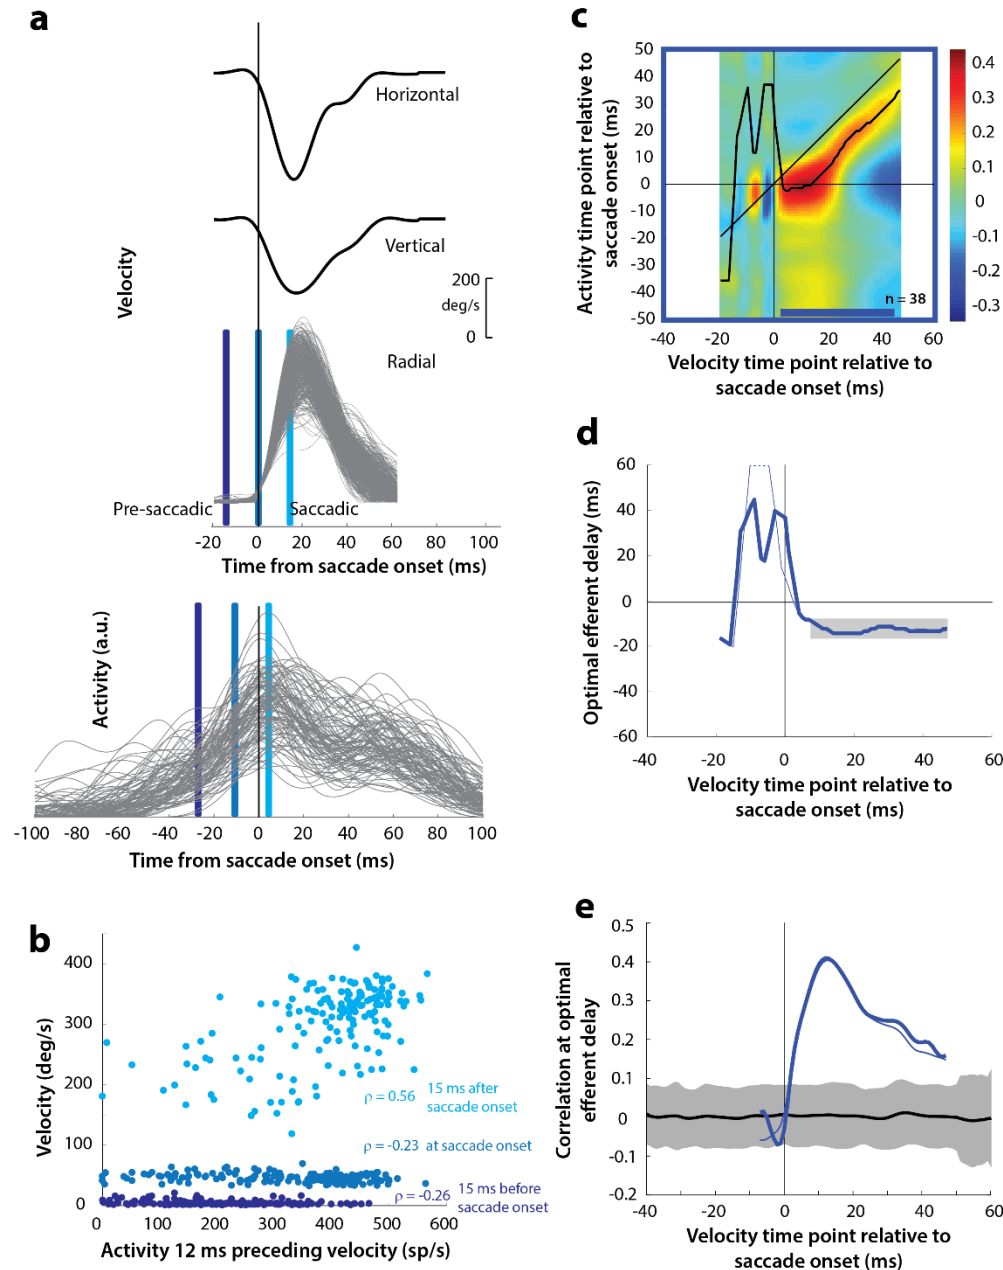 a
Horizontal
Vertical
Velocity
200
deg/s
0
Radial
Pre-saccadic
Saccadic
-20 0 20 40 60 80 100
Time from saccade onset (ms)
Activity (a.u.)
-100 -80 -60 -40 -20 0 20 40 60 80 100
Time from saccade onset (ms)
b
Velocity (deg/s)
400
300
200
100
0
ρ = 0.56 15 ms after
saccade onset
ρ = -0.23 at saccade onset
ρ = -0.26 15 ms before
saccade onset
0 100 200 300 400 500 600
Activity 12 ms preceding velocity (sp/s)
c
Activity time point relative to
saccade onset (ms)
50
40
30
20
10
0
-10
-20
-30
-40
-50
n = 38
-20 0 20 40 60
Velocity time point relative to
saccade onset (ms)
0.4
0.3
0.2
0.1
0
-0.1
-0.2
-0.3
d
Optimal efferent delay (ms)
60
40
20
0
-20
-40
-60
-40 -20 0 20 40 60
Velocity time point relative to
saccade onset (ms)
e
Correlation at optimal
efferent delay
0.5
0.4
0.3
0.2
0.1
0
-0.1
-0.2
-40 -20 0 20 40 60
Velocity time point relative to
saccade onset (ms)